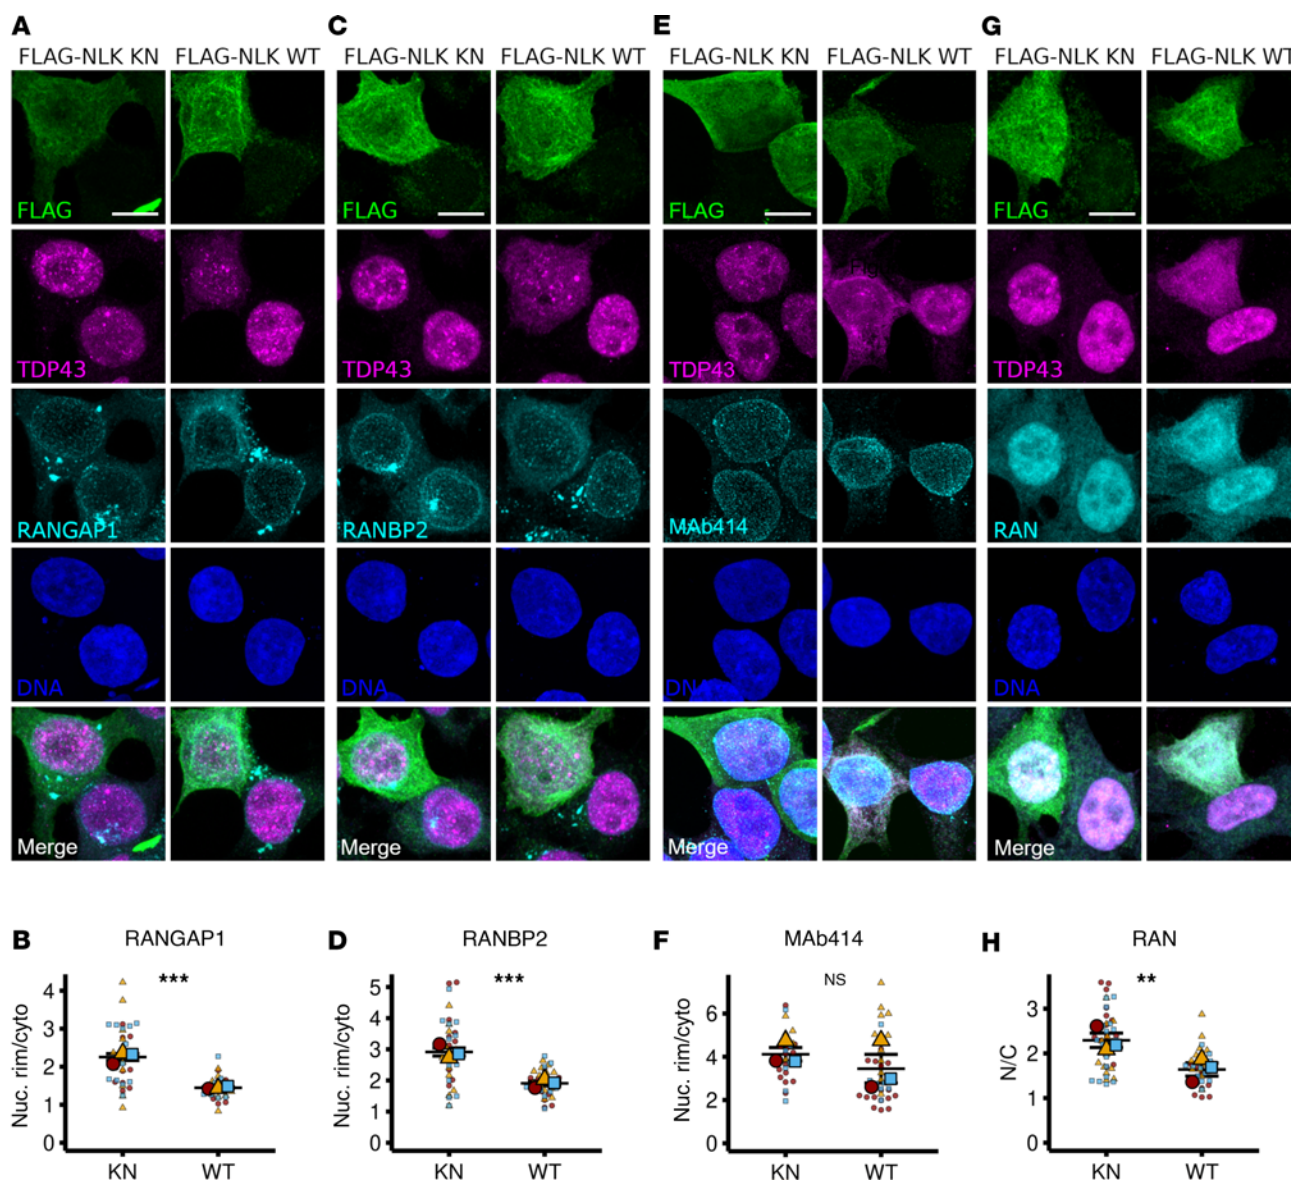 A C E G
FLAG-NLK KN FLAG-NLK WT FLAG-NLK KN FLAG-NLK WT FLAG-NLK KN FLAG-NLK WT FLAG-NLK KN FLAG-NLK WT
FLAG FLAG FLAG FLAG
TDP43 TDP43 TDP43 TDP43
RANGAP1 RANBP2 MAb414 RAN
DNA DNA DNA DNA
Merge Merge Merge Merge
B RANGAP1
***
Nuc. rim/cyto
4
3
2
1
0
KN WT
D RANBP2
***
Nuc. rim/cyto
5
4
3
2
1
0
KN WT
F MAb414
NS
Nuc. rim/cyto
6
4
2
0
KN WT
H RAN
**
N/C
3
2
1
0
KN WT